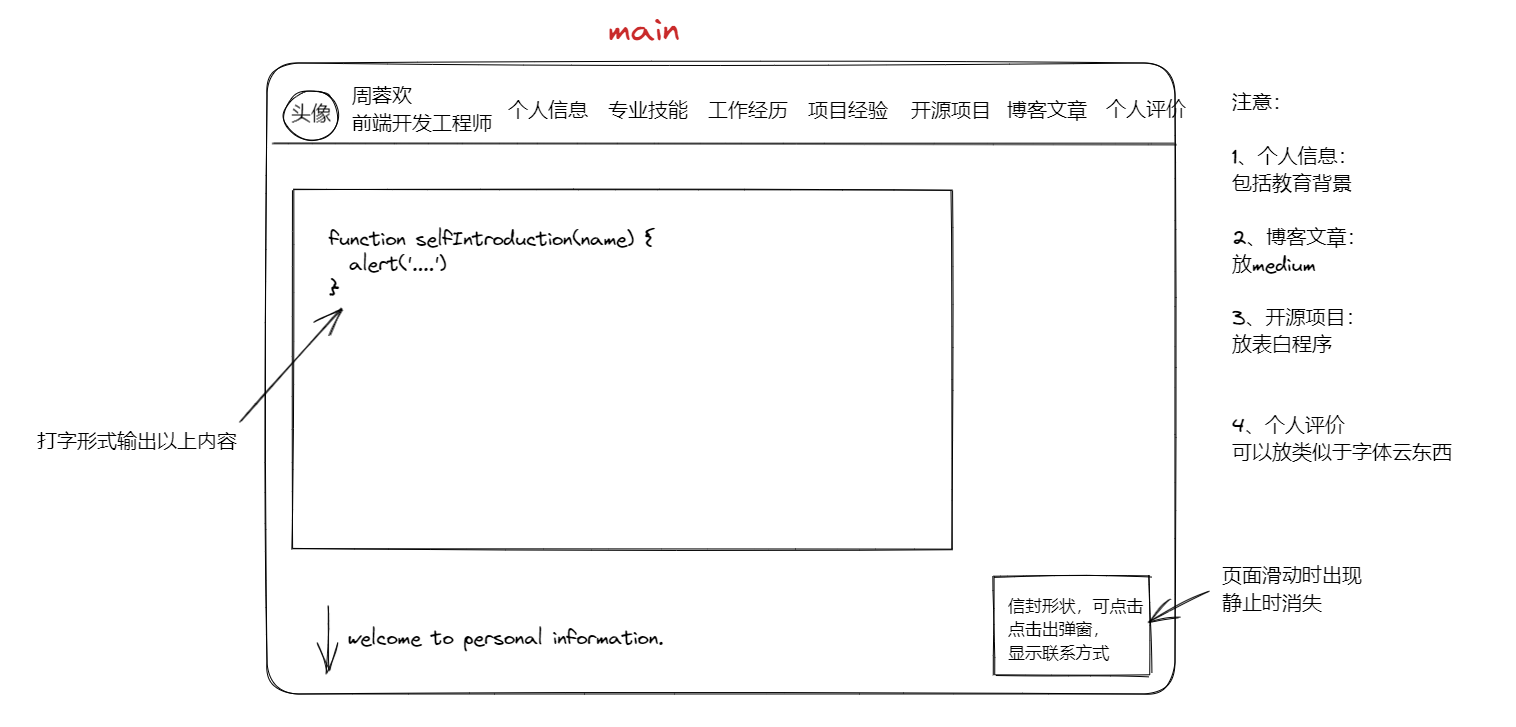 main
头像
周蓉欢
前端开发工程师
个人信息
专业技能
工作经历
项目经验
开源项目
博客文章
个人评价
function selfIntroduction(name) {
alert('....')
}
打字形式输出以上内容
welcome to personal information.
信封形状，可点击
点击出弹窗，
显示联系方式
页面滑动时出现
静止时消失
注意：
1、个人信息：
包括教育背景
2、博客文章：
放medium
3、开源项目：
放表白程序
4、个人评价
可以放类似于字体云东西